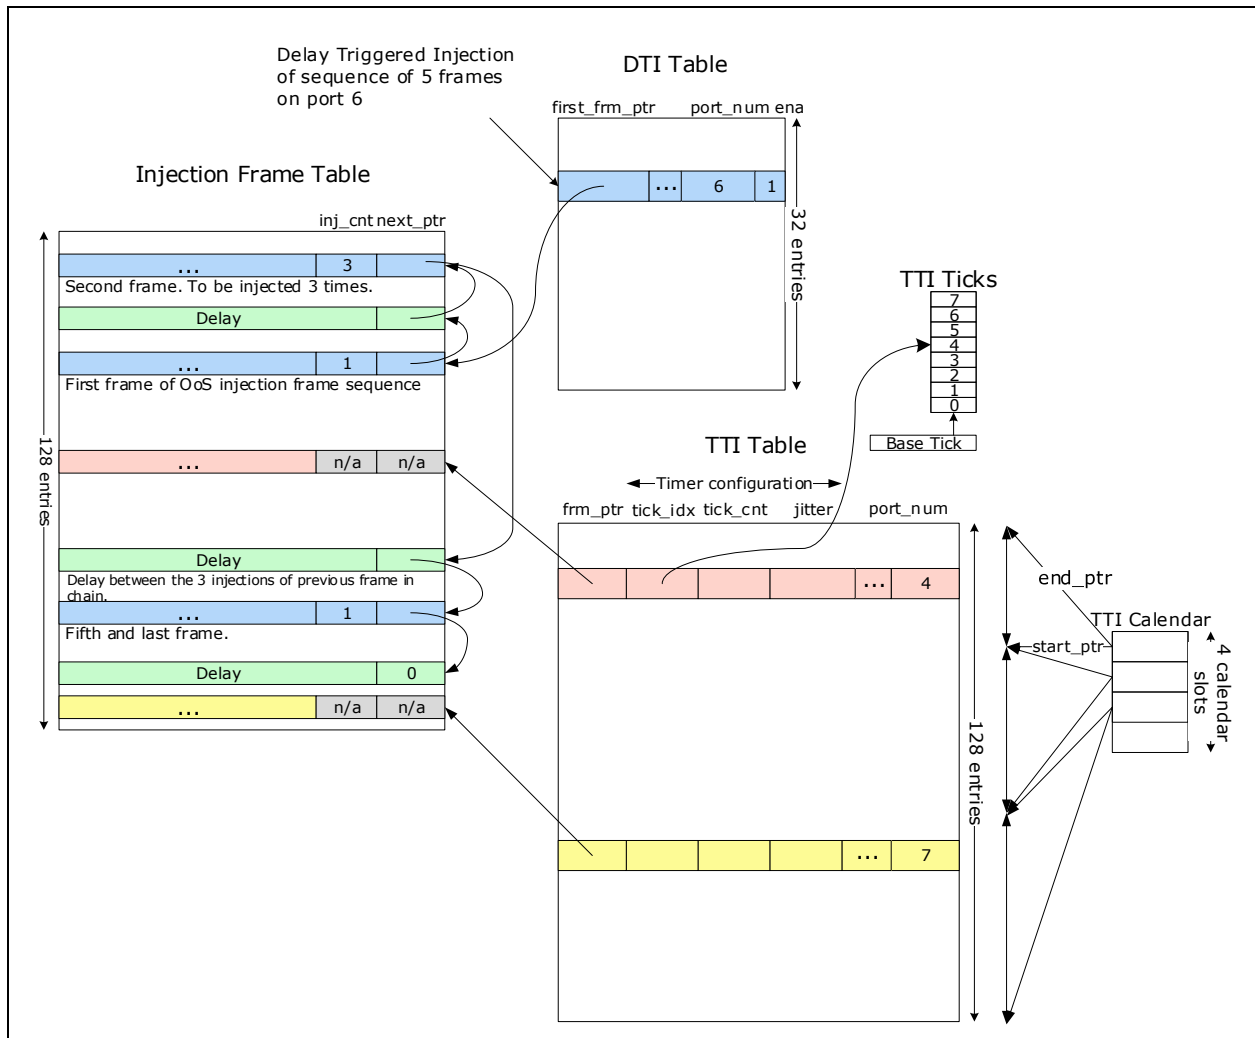 Delay Triggered Injection
of sequence of 5 frames
on port 6
DTI Table
first_frm_ptr port_num ena
... 6 1
32 entries
Injection Frame Table
inj_cnt next_ptr
... 3
Second frame. To be injected 3 times.
Delay
... 1
First frame of OoS injection frame sequence
... n/a n/a
Delay
Delay between the 3 injections of previous frame in
chain.
... 1
Fifth and last frame.
Delay 0
... n/a n/a
128 entries
TTI Ticks
7
6
5
4
3
2
1
0
Base Tick
TTI Table
Timer configuration
frm_ptr tick_idx tick_cnt jitter port_num
... 4
... 7
128 entries
end_ptr
TTI Calendar
start_ptr
4 calendar
slots